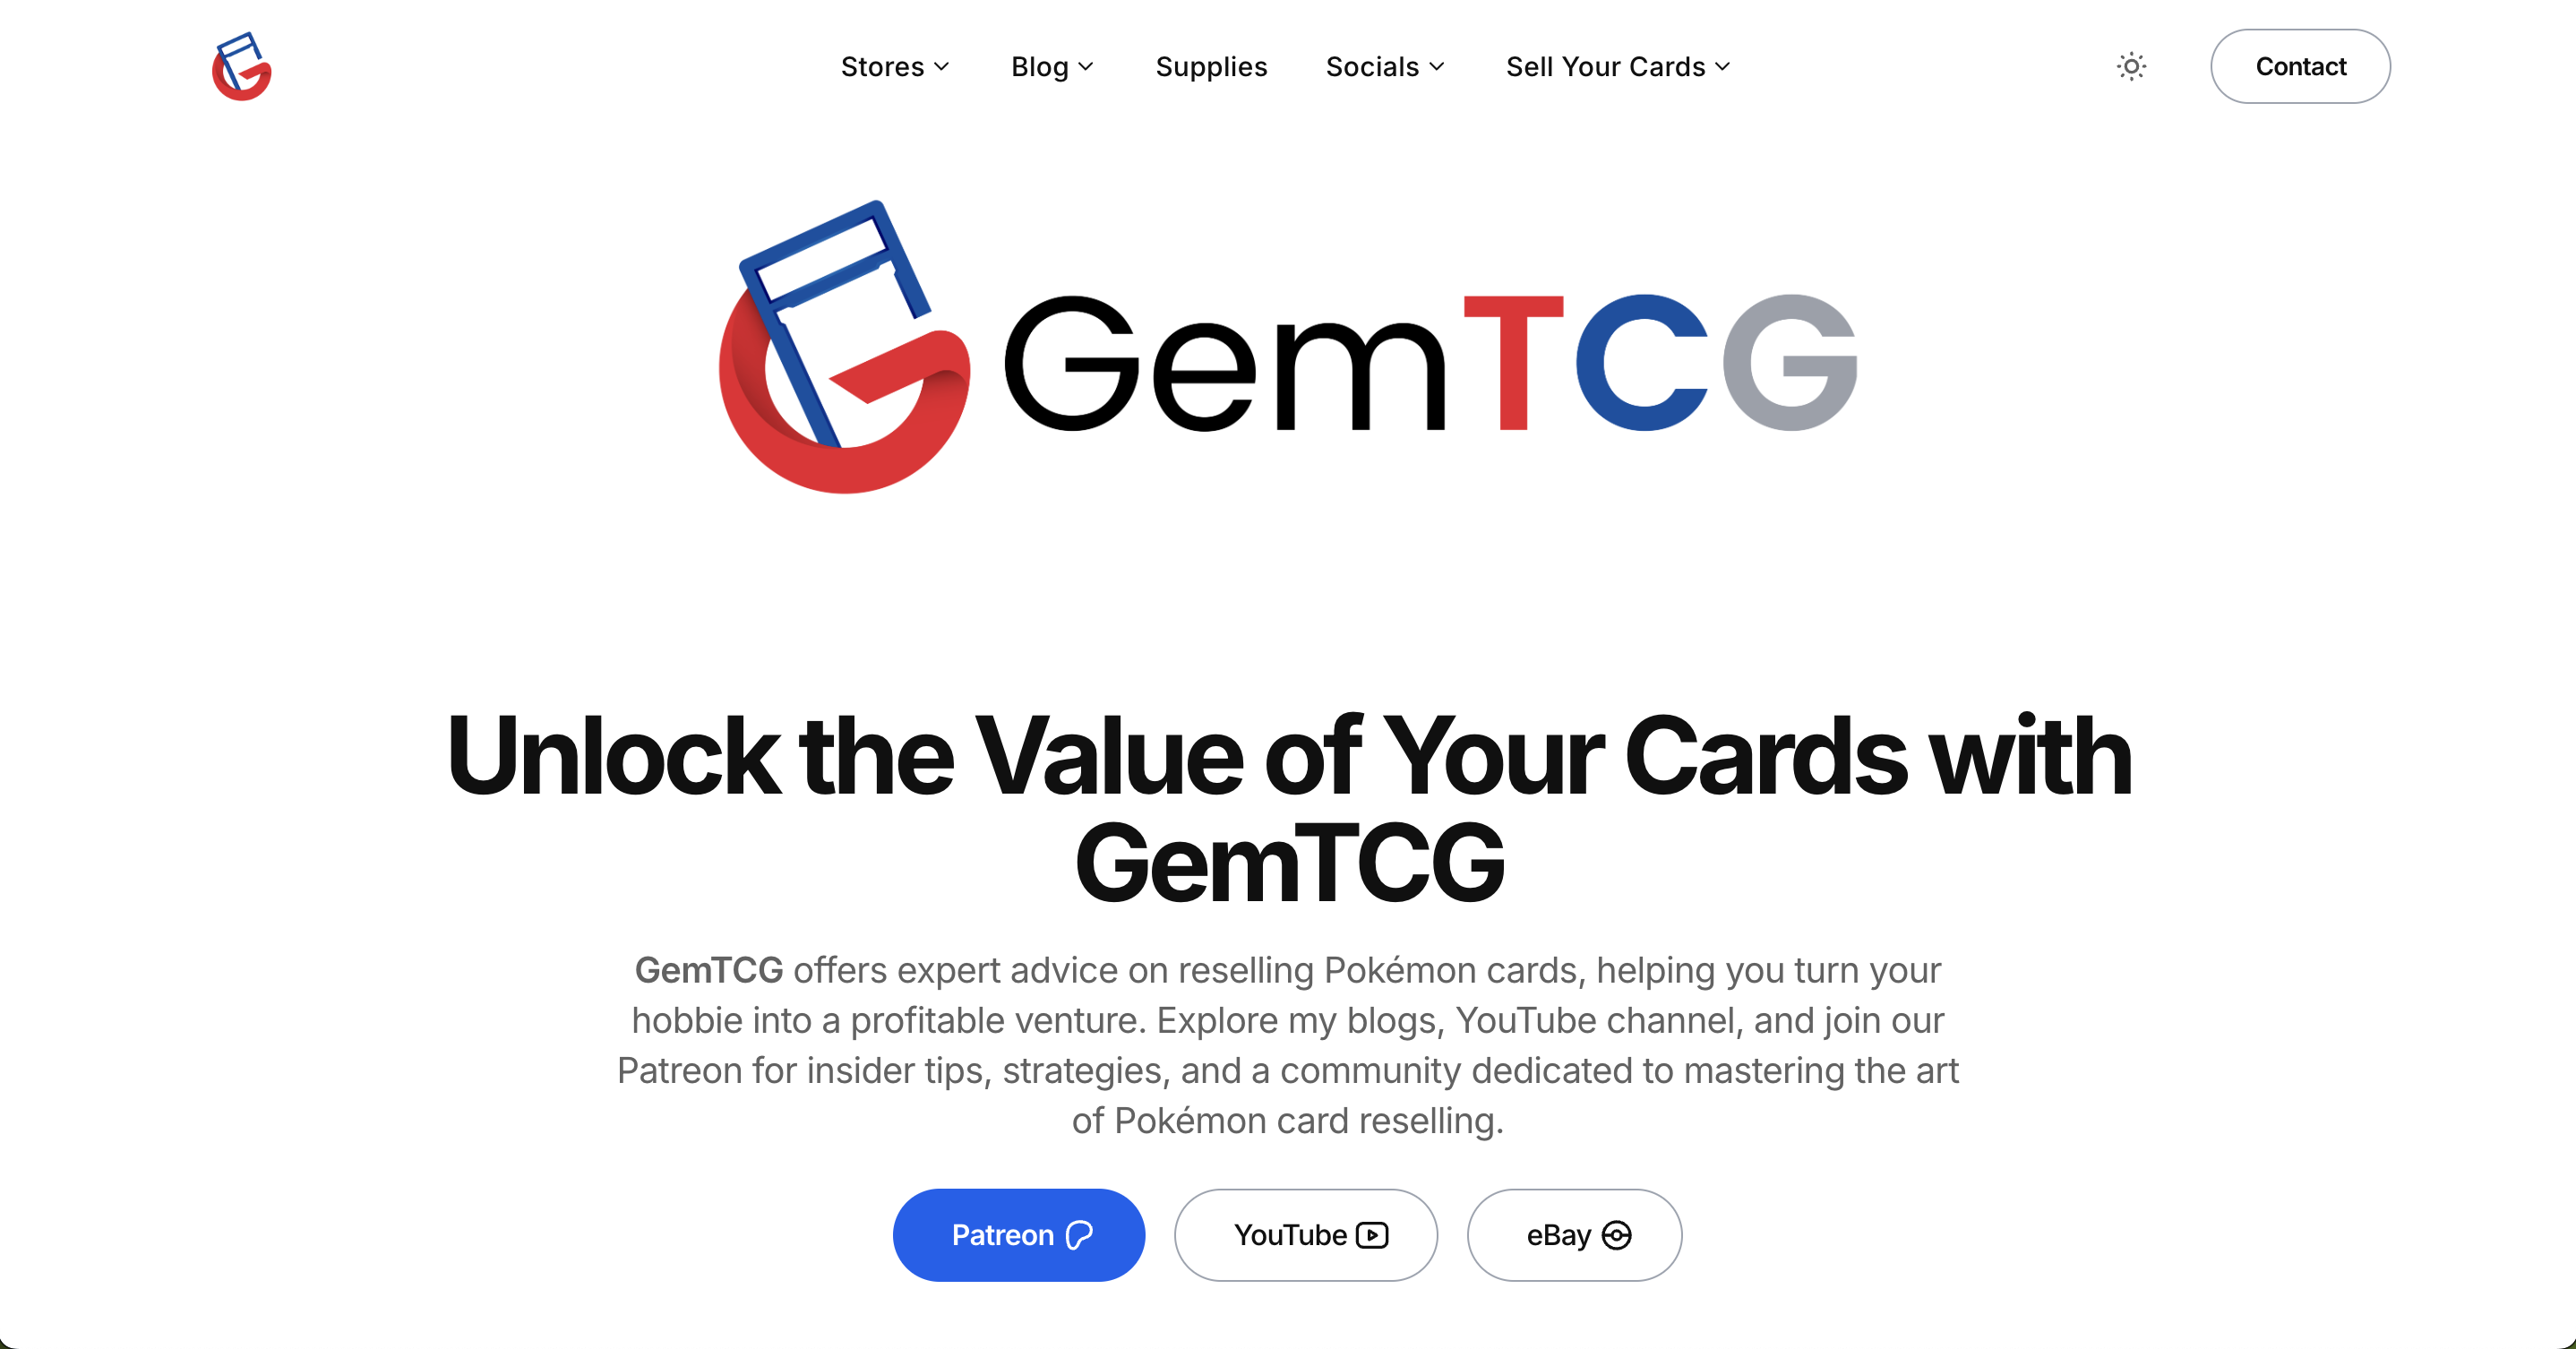 Stores
Blog
Supplies
Socials
Sell Your Cards
Contact
GemTCG
Unlock the Value of Your Cards with
GemTCG
GemTCG offers expert advice on reselling Pokémon cards, helping you turn your
hobbie into a profitable venture. Explore my blogs, YouTube channel, and join our
Patreon for insider tips, strategies, and a community dedicated to mastering the art
of Pokémon card reselling.
Patreon
YouTube
eBay